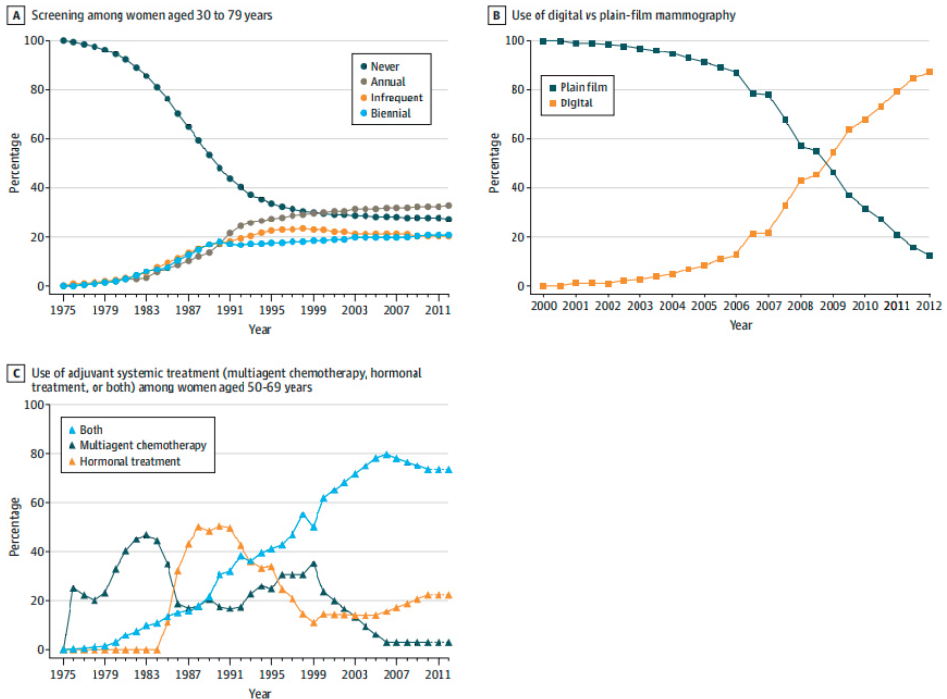 A Screening among women aged 30 to 79 years
100
80
60
40
20
0
Percentage
Never
Annual
Infrequent
Biennial
1975 1979 1983 1987 1991 1995 1999 2003 2007 2011
Year
B Use of digital vs plain-film mammography
100
80
60
40
20
0
Percentage
Plain film
Digital
2000 2001 2002 2003 2004 2005 2006 2007 2008 2009 2010 2011 2012
Year
C Use of adjuvant systemic treatment (multiagent chemotherapy, hormonal
treatment, or both) among women aged 50-69 years
100
80
60
40
20
0
Percentage
Both
Multiagent chemotherapy
Hormonal treatment
1975 1979 1983 1987 1991 1995 1999 2003 2007 2011
Year